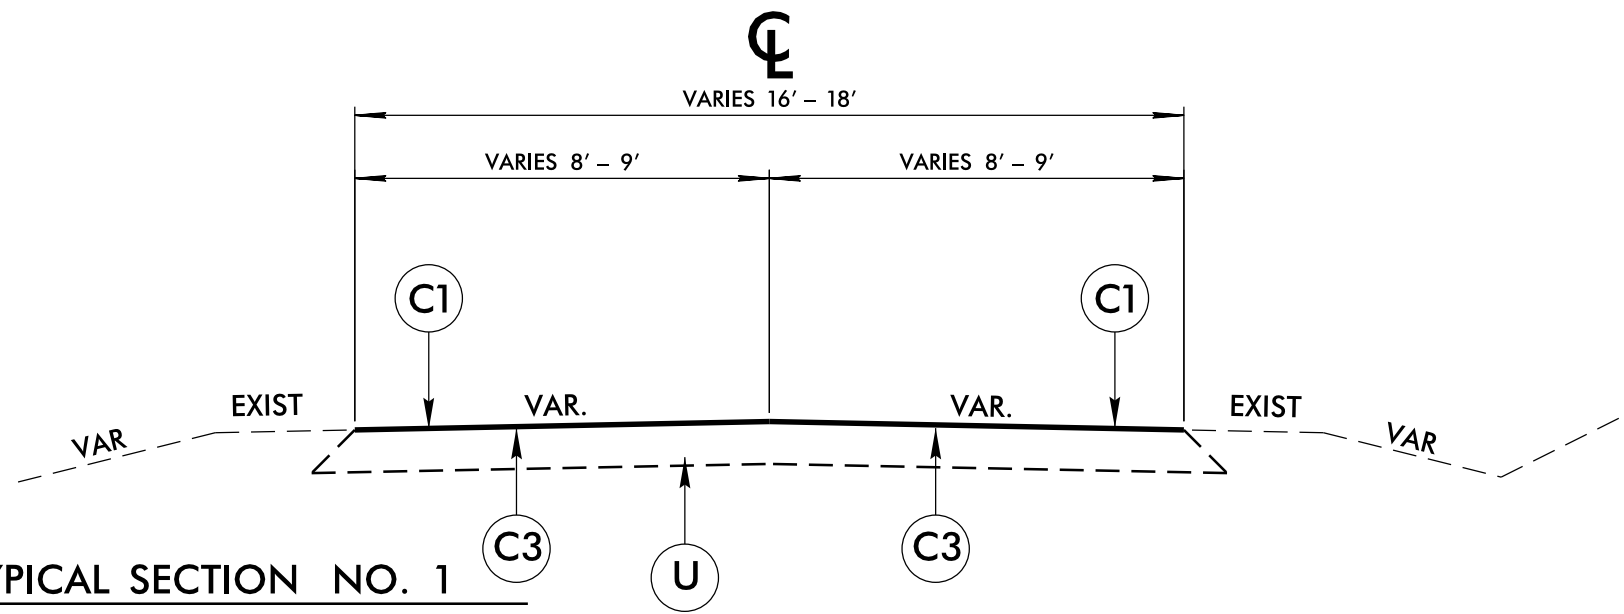 ℄
VARIES 16' – 18'
VARIES 8' – 9' VARIES 8' – 9'
C1 C1
EXIST VAR. VAR. EXIST
VAR VAR
C3 C3
U
YPICAL SECTION NO. 1